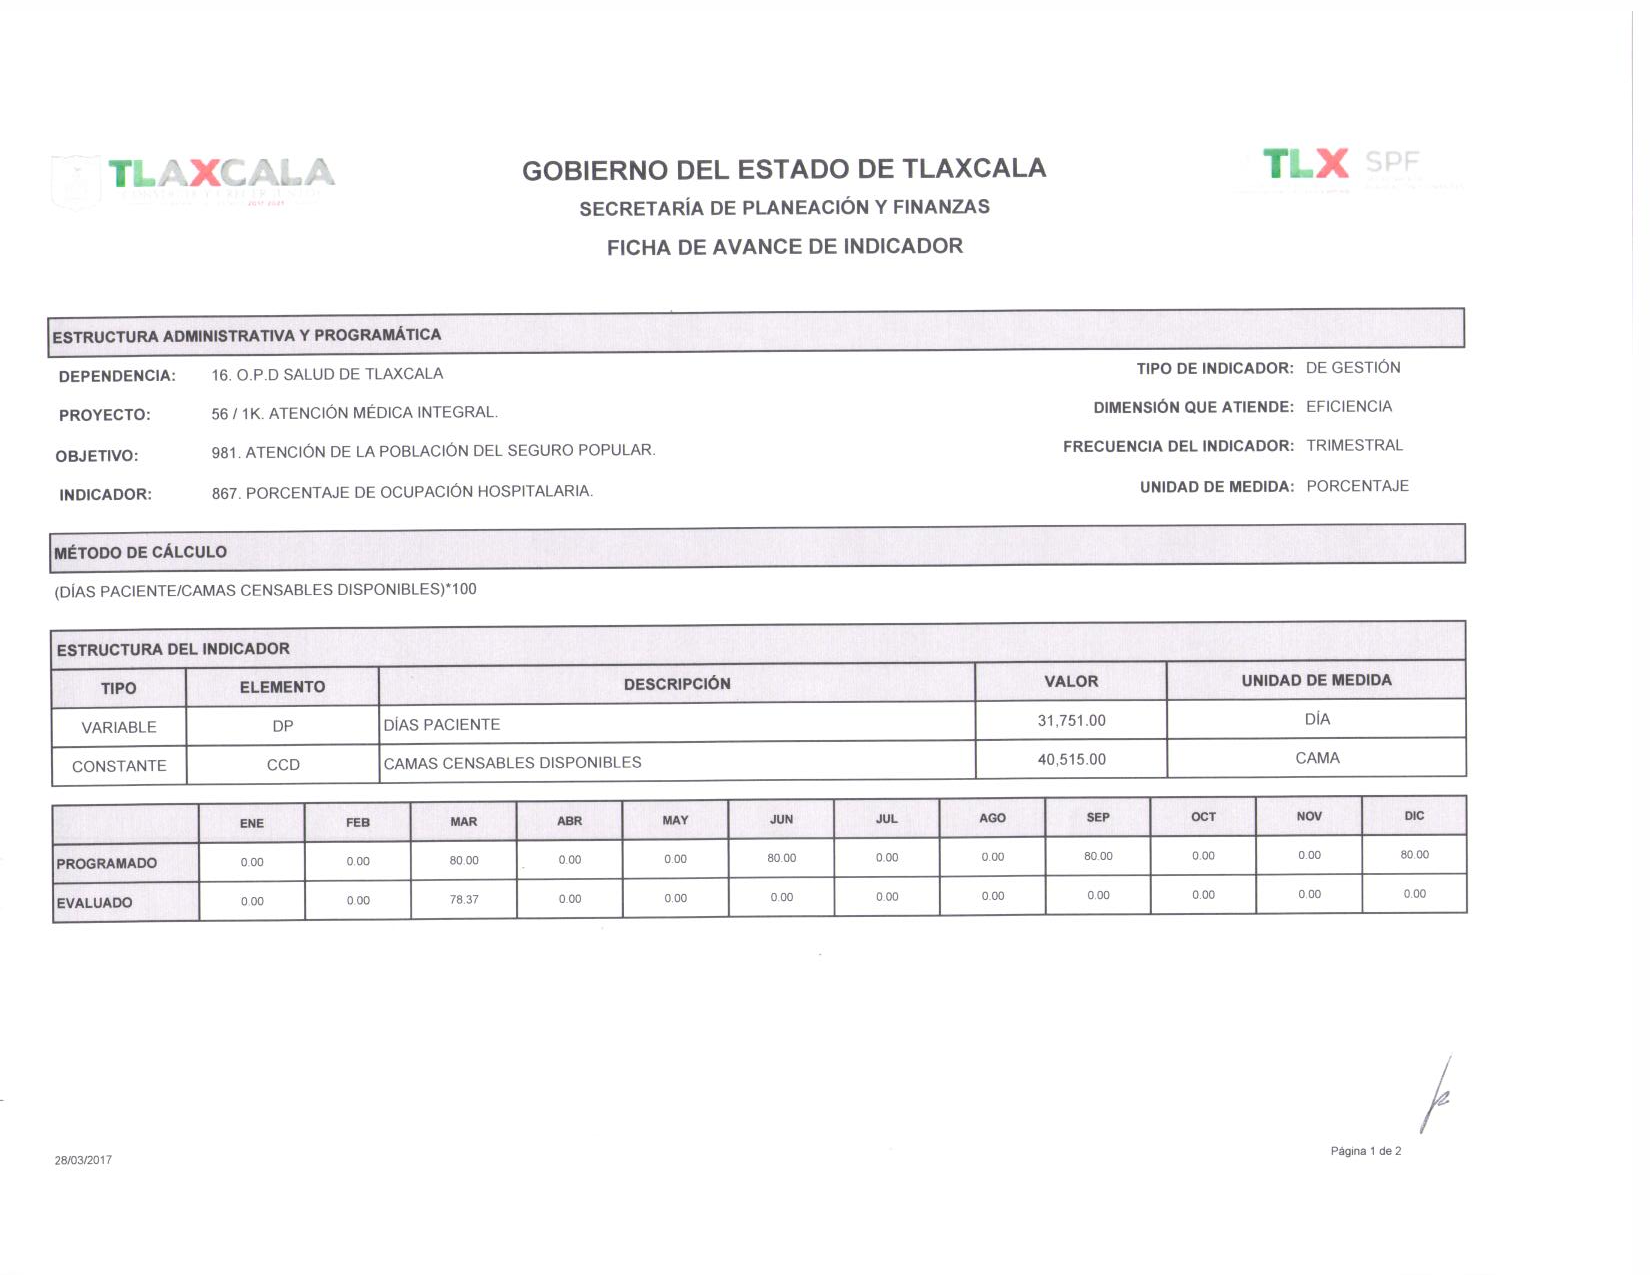 TLAXCALA
2017-2021
GOBIERNO DEL ESTADO DE TLAXCALA
SECRETARÍA DE PLANEACIÓN Y FINANZAS
FICHA DE AVANCE DE INDICADOR
TLX SPF
ESTRUCTURA ADMINISTRATIVA Y PROGRAMÁTICA
DEPENDENCIA: 16. O.P.D SALUD DE TLAXCALA TIPO DE INDICADOR: DE GESTIÓN
PROYECTO: 56 / 1K. ATENCIÓN MÉDICA INTEGRAL. DIMENSIÓN QUE ATIENDE: EFICIENCIA
OBJETIVO: 981. ATENCIÓN DE LA POBLACIÓN DEL SEGURO POPULAR. FRECUENCIA DEL INDICADOR: TRIMESTRAL
INDICADOR: 867. PORCENTAJE DE OCUPACIÓN HOSPITALARIA. UNIDAD DE MEDIDA: PORCENTAJE
MÉTODO DE CÁLCULO
(DÍAS PACIENTE/CAMAS CENSABLES DISPONIBLES)*100
ESTRUCTURA DEL INDICADOR
TIPO ELEMENTO DESCRIPCIÓN VALOR UNIDAD DE MEDIDA
VARIABLE DP DÍAS PACIENTE 31,751.00 DÍA
CONSTANTE CCD CAMAS CENSABLES DISPONIBLES 40,515.00 CAMA
ENE FEB MAR ABR MAY JUN JUL AGO SEP OCT NOV DIC
PROGRAMADO 0.00 0.00 80.00 0.00 0.00 80.00 0.00 0.00 80.00 0.00 0.00 80.00
EVALUADO 0.00 0.00 78.37 0.00 0.00 0.00 0.00 0.00 0.00 0.00 0.00 0.00
28/03/2017 Página 1 de 2